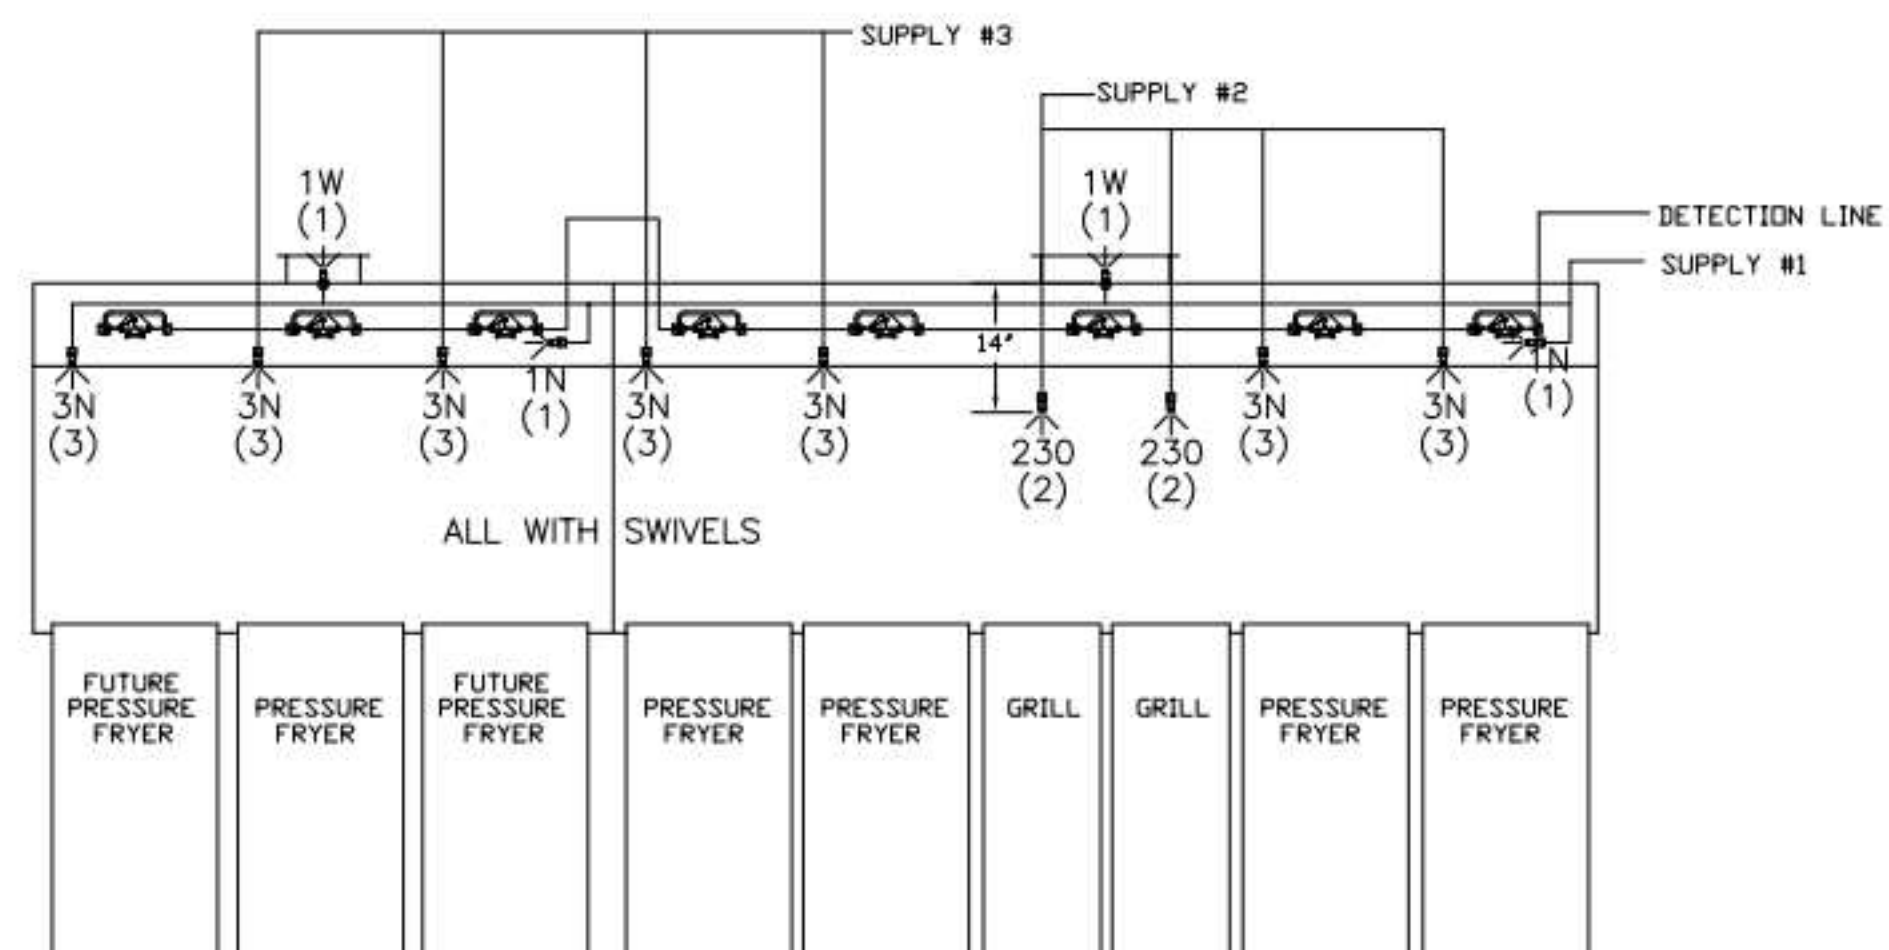 SUPPLY #3
SUPPLY #2
1W
(1)
1W
(1)
DETECTION LINE
SUPPLY #1
14"
3N
(3)
3N
(3)
3N
(3)
1N
(1)
3N
(3)
3N
(3)
230
(2)
230
(2)
3N
(3)
3N
(3)
1N
(1)
ALL WITH SWIVELS
FUTURE
PRESSURE
FRYER
PRESSURE
FRYER
FUTURE
PRESSURE
FRYER
PRESSURE
FRYER
PRESSURE
FRYER
GRILL
GRILL
PRESSURE
FRYER
PRESSURE
FRYER